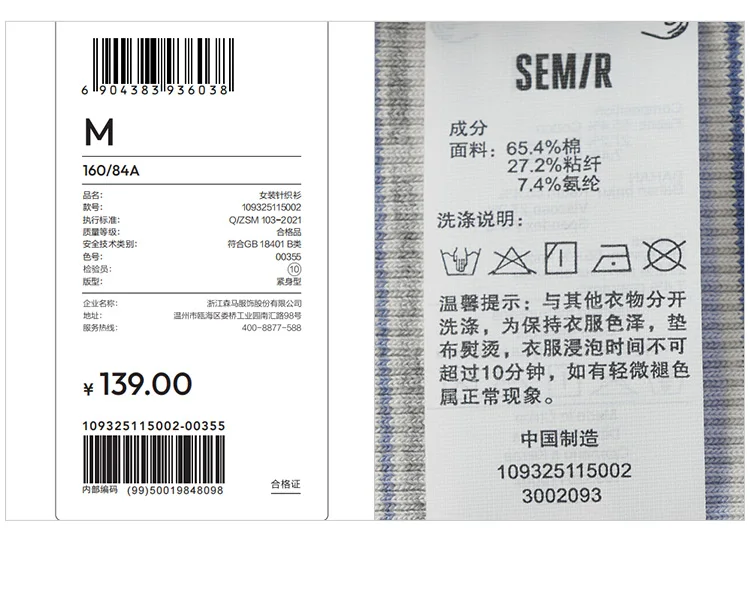 6 904383 936038
M
160/84A
品名: 女装针织衫
款号: 109325115002
执行标准: Q/ZSM 103-2021
质量等级: 合格品
安全技术类别: 符合GB 18401 B类
色号: 00355
检验员: ⑩
版型: 紧身型
企业名称: 浙江森马服饰股份有限公司
地址: 温州市瓯海区娄桥工业园南汇路98号
服务热线: 400-8877-588
¥ 139.00
109325115002-00355
内部编码 (99)50019848098
合格证
SEMIR
成分
面料: 65.4%棉
27.2%粘纤
7.4%氨纶
洗涤说明:
温馨提示: 与其他衣物分开
洗涤, 为保持衣服色泽, 垫
布熨烫, 衣服浸泡时间不可
超过10分钟, 如有轻微褪色
属正常现象。
中国制造
109325115002
3002093